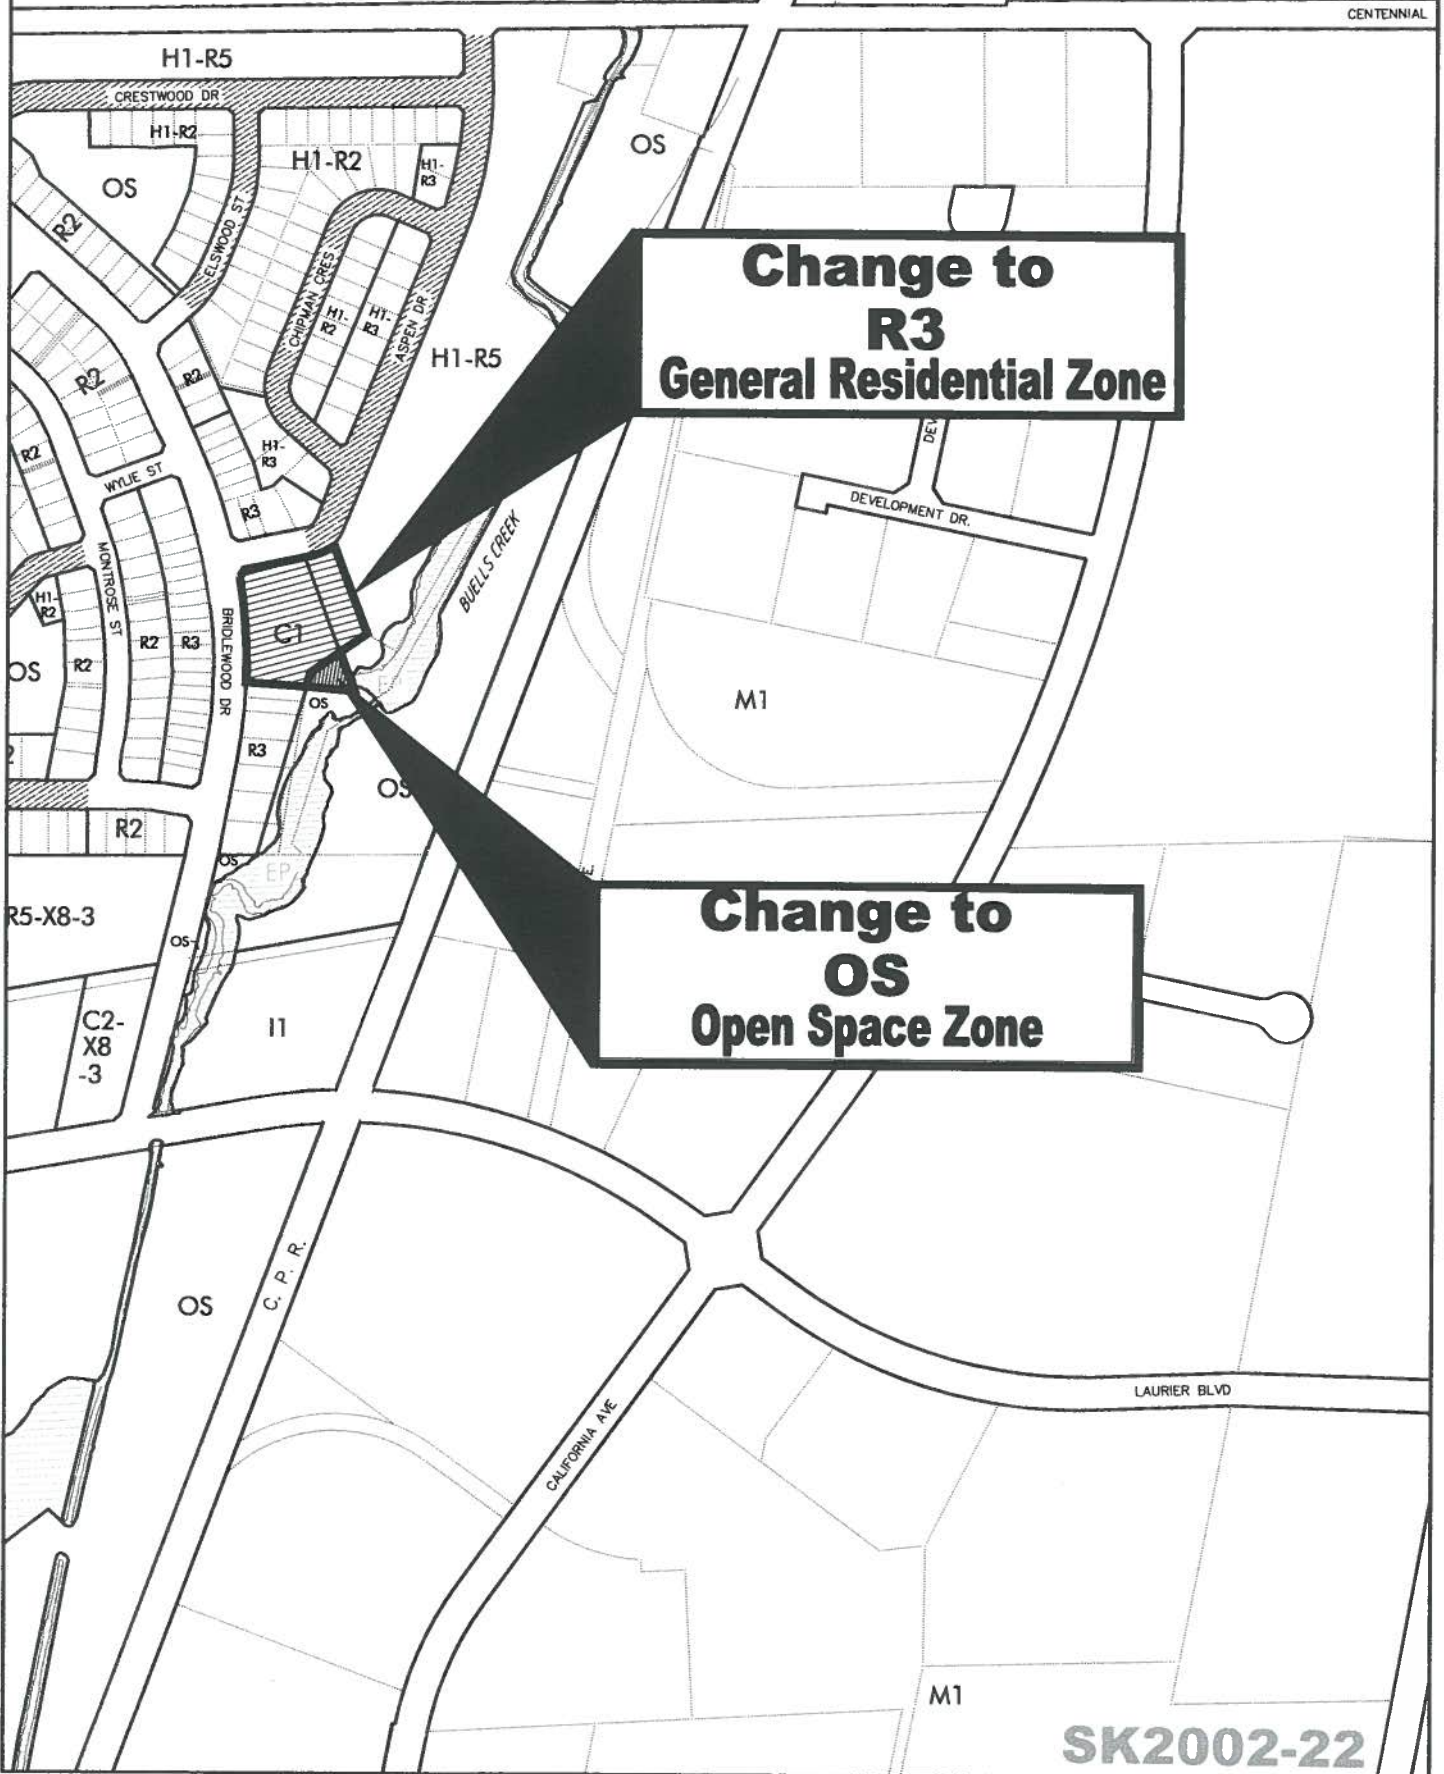 CENTENNIAL
H1-R5
CRESTWOOD DR
H1-R2
H1-R2
H1-
R3
OS
OS
R2
ELSWOOD ST
CHIPMAN CRES
H1-
R2
H1-
R3
ASPEN DR
H1-R5
Change to
R3
General Residential Zone
R2
R2
R2
H1-
R3
WYLIE ST
R3
DEV
DEVELOPMENT DR.
BUELLS CREEK
MONTROSE ST
H1-
R2
OS
R2
R2
R3
BRIDLEWOOD DR
C1
EP
OS
M1
R3
2
OS
R2
OS
EP
R5-X8-3
OS
Change to
OS
Open Space Zone
C2-
X8
-3
I1
OS
C. P. R.
LAURIER BLVD
CALIFORNIA AVE
M1
SK2002-22